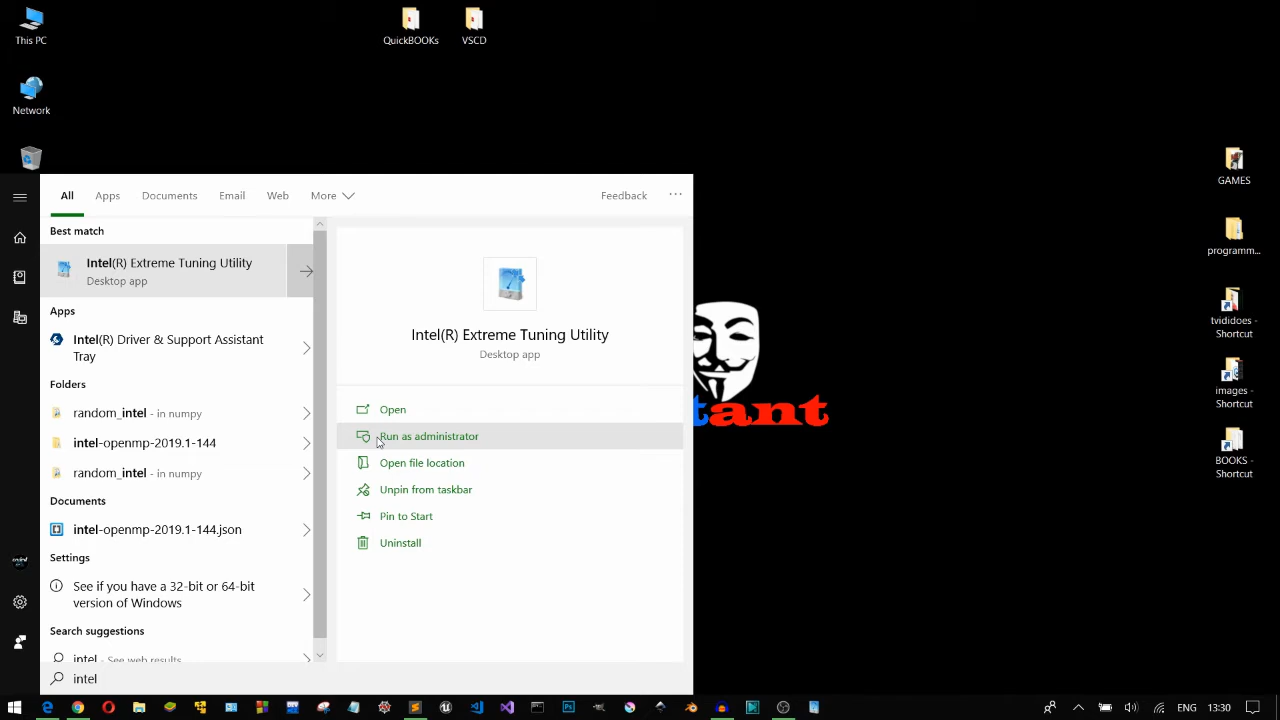 This PC
QuickBOOKs
VSCD
Network
All
Apps
Documents
Email
Web
More
Feedback
...
Best match
Intel(R) Extreme Tuning Utility
Desktop app
Apps
Intel(R) Driver & Support Assistant
Tray
Folders
random_intel - in numpy
intel-openmp-2019.1-144
random_intel - in numpy
Documents
intel-openmp-2019.1-144.json
Settings
See if you have a 32-bit or 64-bit
version of Windows
Search suggestions
intel - See web results
intel
Intel(R) Extreme Tuning Utility
Desktop app
Open
Run as administrator
Open file location
Unpin from taskbar
Pin to Start
Uninstall
tant
GAMES
programm...
tvididoes -
Shortcut
images -
Shortcut
BOOKS -
Shortcut
ENG
13:30